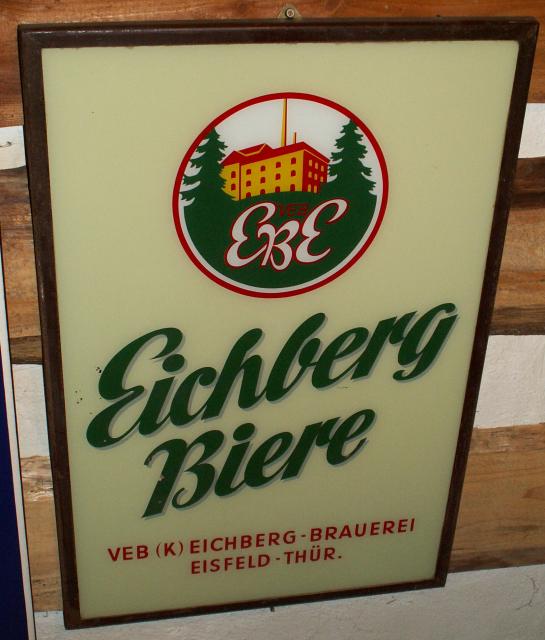 VEB
EBE
Eichberg
Biere
VEB (K) EICHBERG-BRAUEREI
EISFELD-THÜR.